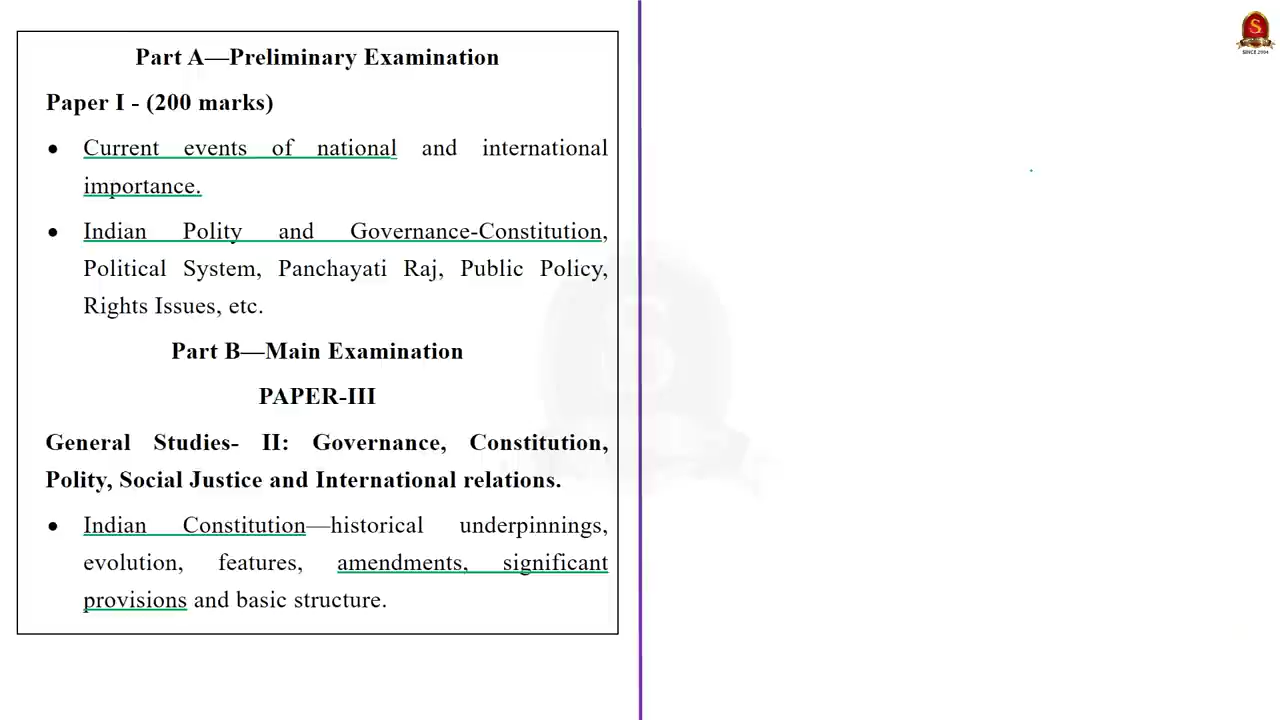 Part A—Preliminary Examination
Paper I - (200 marks)
● Current events of national and international
importance.
● Indian Polity and Governance-Constitution,
Political System, Panchayati Raj, Public Policy,
Rights Issues, etc.
Part B—Main Examination
PAPER-III
General Studies- II: Governance, Constitution,
Polity, Social Justice and International relations.
● Indian Constitution—historical underpinnings,
evolution, features, amendments, significant
provisions and basic structure.
S
SINCE 1994
S